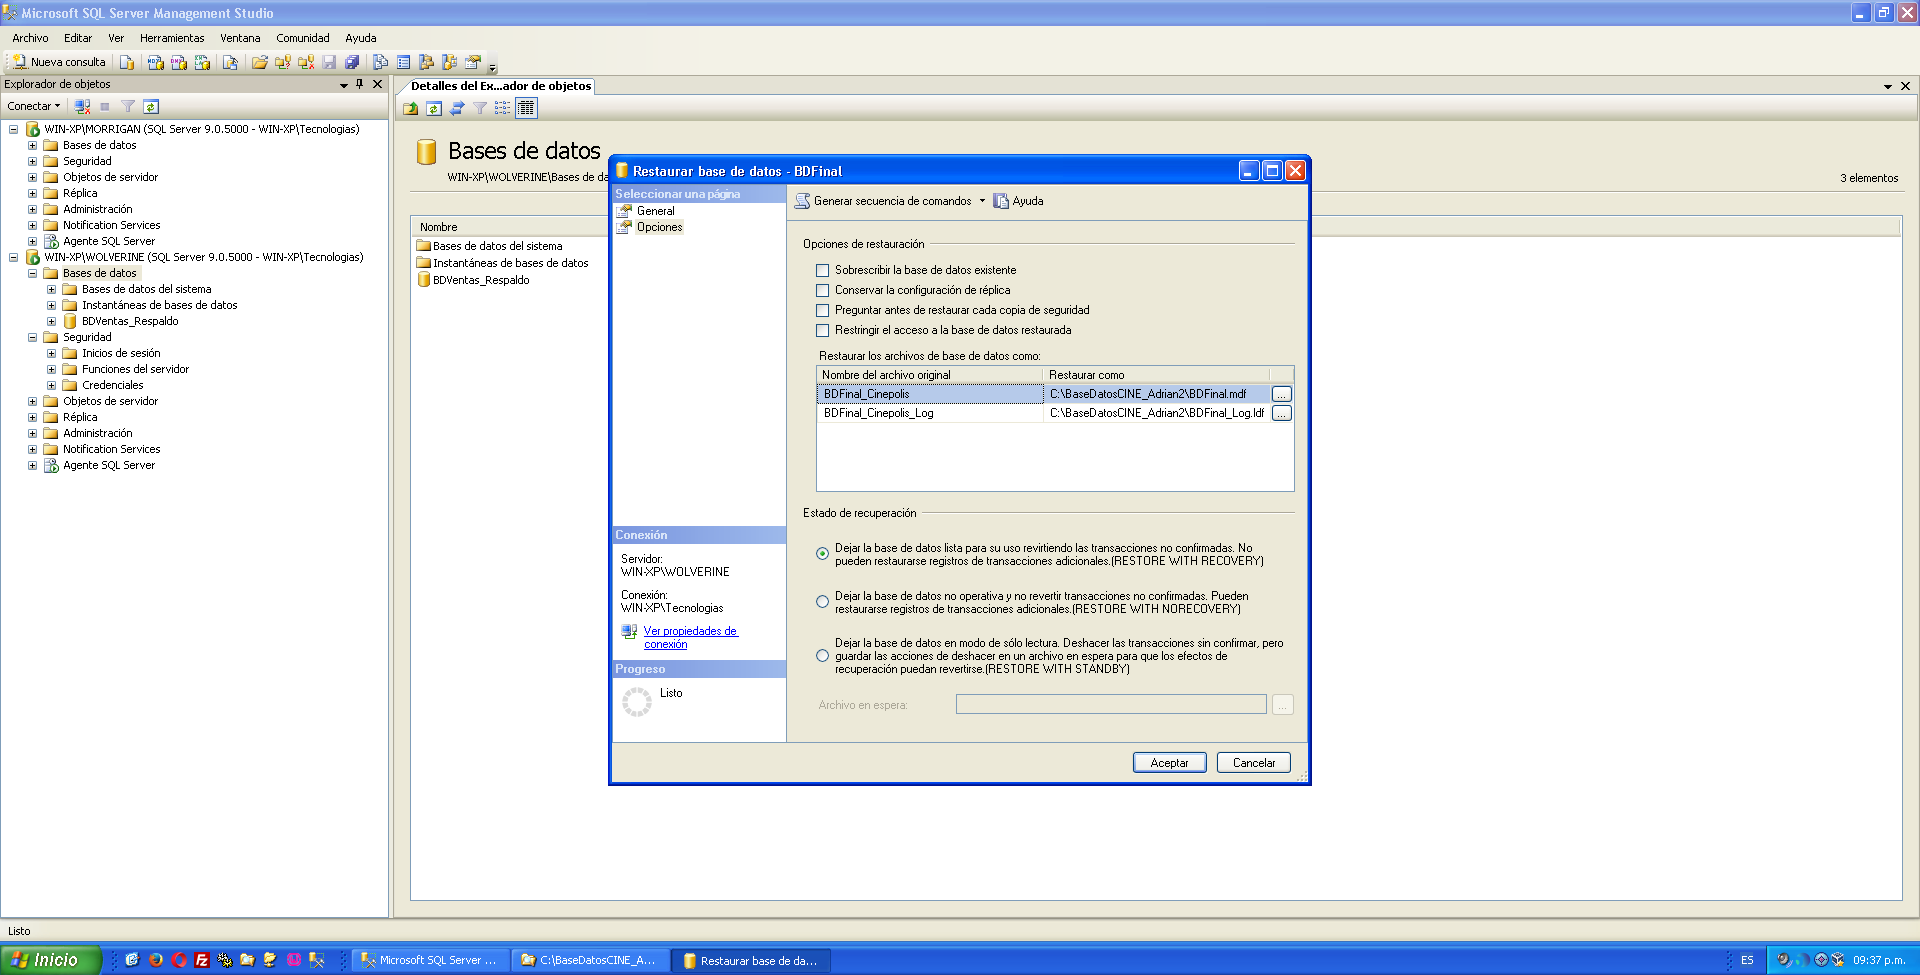 Microsoft SQL Server Management Studio
Archivo Editar Ver Herramientas Ventana Comunidad Ayuda
Nueva consulta
Explorador de objetos
Conectar
WIN-XP\MORRIGAN (SQL Server 9.0.5000 - WIN-XP\Tecnologias)
Bases de datos
Seguridad
Objetos de servidor
Réplica
Administración
Notification Services
Agente SQL Server
WIN-XP\WOLVERINE (SQL Server 9.0.5000 - WIN-XP\Tecnologias)
Bases de datos
Bases de datos del sistema
Instantáneas de bases de datos
BDVentas_Respaldo
Seguridad
Inicios de sesión
Funciones del servidor
Credenciales
Objetos de servidor
Réplica
Administración
Notification Services
Agente SQL Server
Detalles del Ex...ador de objetos
Bases de datos
WIN-XP\WOLVERINE\Bases de da
3 elementos
Nombre
Bases de datos del sistema
Instantáneas de bases de datos
BDVentas_Respaldo
Restaurar base de datos - BDFinal
Seleccionar una página
General
Opciones
Conexión
Servidor:
WIN-XP\WOLVERINE
Conexión:
WIN-XP\Tecnologias
Ver propiedades de
conexión
Progreso
Listo
Generar secuencia de comandos Ayuda
Opciones de restauración
Sobrescribir la base de datos existente
Conservar la configuración de réplica
Preguntar antes de restaurar cada copia de seguridad
Restringir el acceso a la base de datos restaurada
Restaurar los archivos de base de datos como:
Nombre del archivo original Restaurar como
BDFinal_Cinepolis C:\BaseDatosCINE_Adrian2\BDFinal.mdf ...
BDFinal_Cinepolis_Log C:\BaseDatosCINE_Adrian2\BDFinal_Log.ldf ...
Estado de recuperación
Dejar la base de datos lista para su uso revirtiendo las transacciones no confirmadas. No
pueden restaurarse registros de transacciones adicionales.(RESTORE WITH RECOVERY)
Dejar la base de datos no operativa y no revertir transacciones no confirmadas. Pueden
restaurarse registros de transacciones adicionales.(RESTORE WITH NORECOVERY)
Dejar la base de datos en modo de sólo lectura. Deshacer las transacciones sin confirmar, pero
guardar las acciones de deshacer en un archivo en espera para que los efectos de
recuperación puedan revertirse.(RESTORE WITH STANDBY)
Archivo en espera: ...
Aceptar Cancelar
Listo
Inicio Microsoft SQL Server ... C:\BaseDatosCINE_A... Restaurar base de da... ES 09:37 p.m.